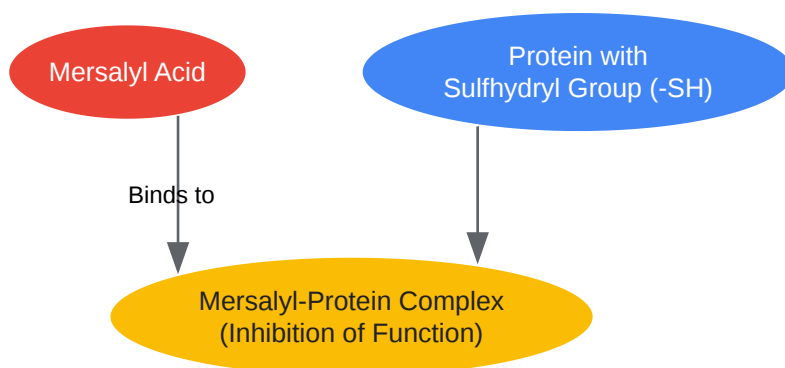 Mersalyl Acid
Protein with
Sulfhydryl Group (-SH)
Binds to
Mersalyl-Protein Complex
(Inhibition of Function)